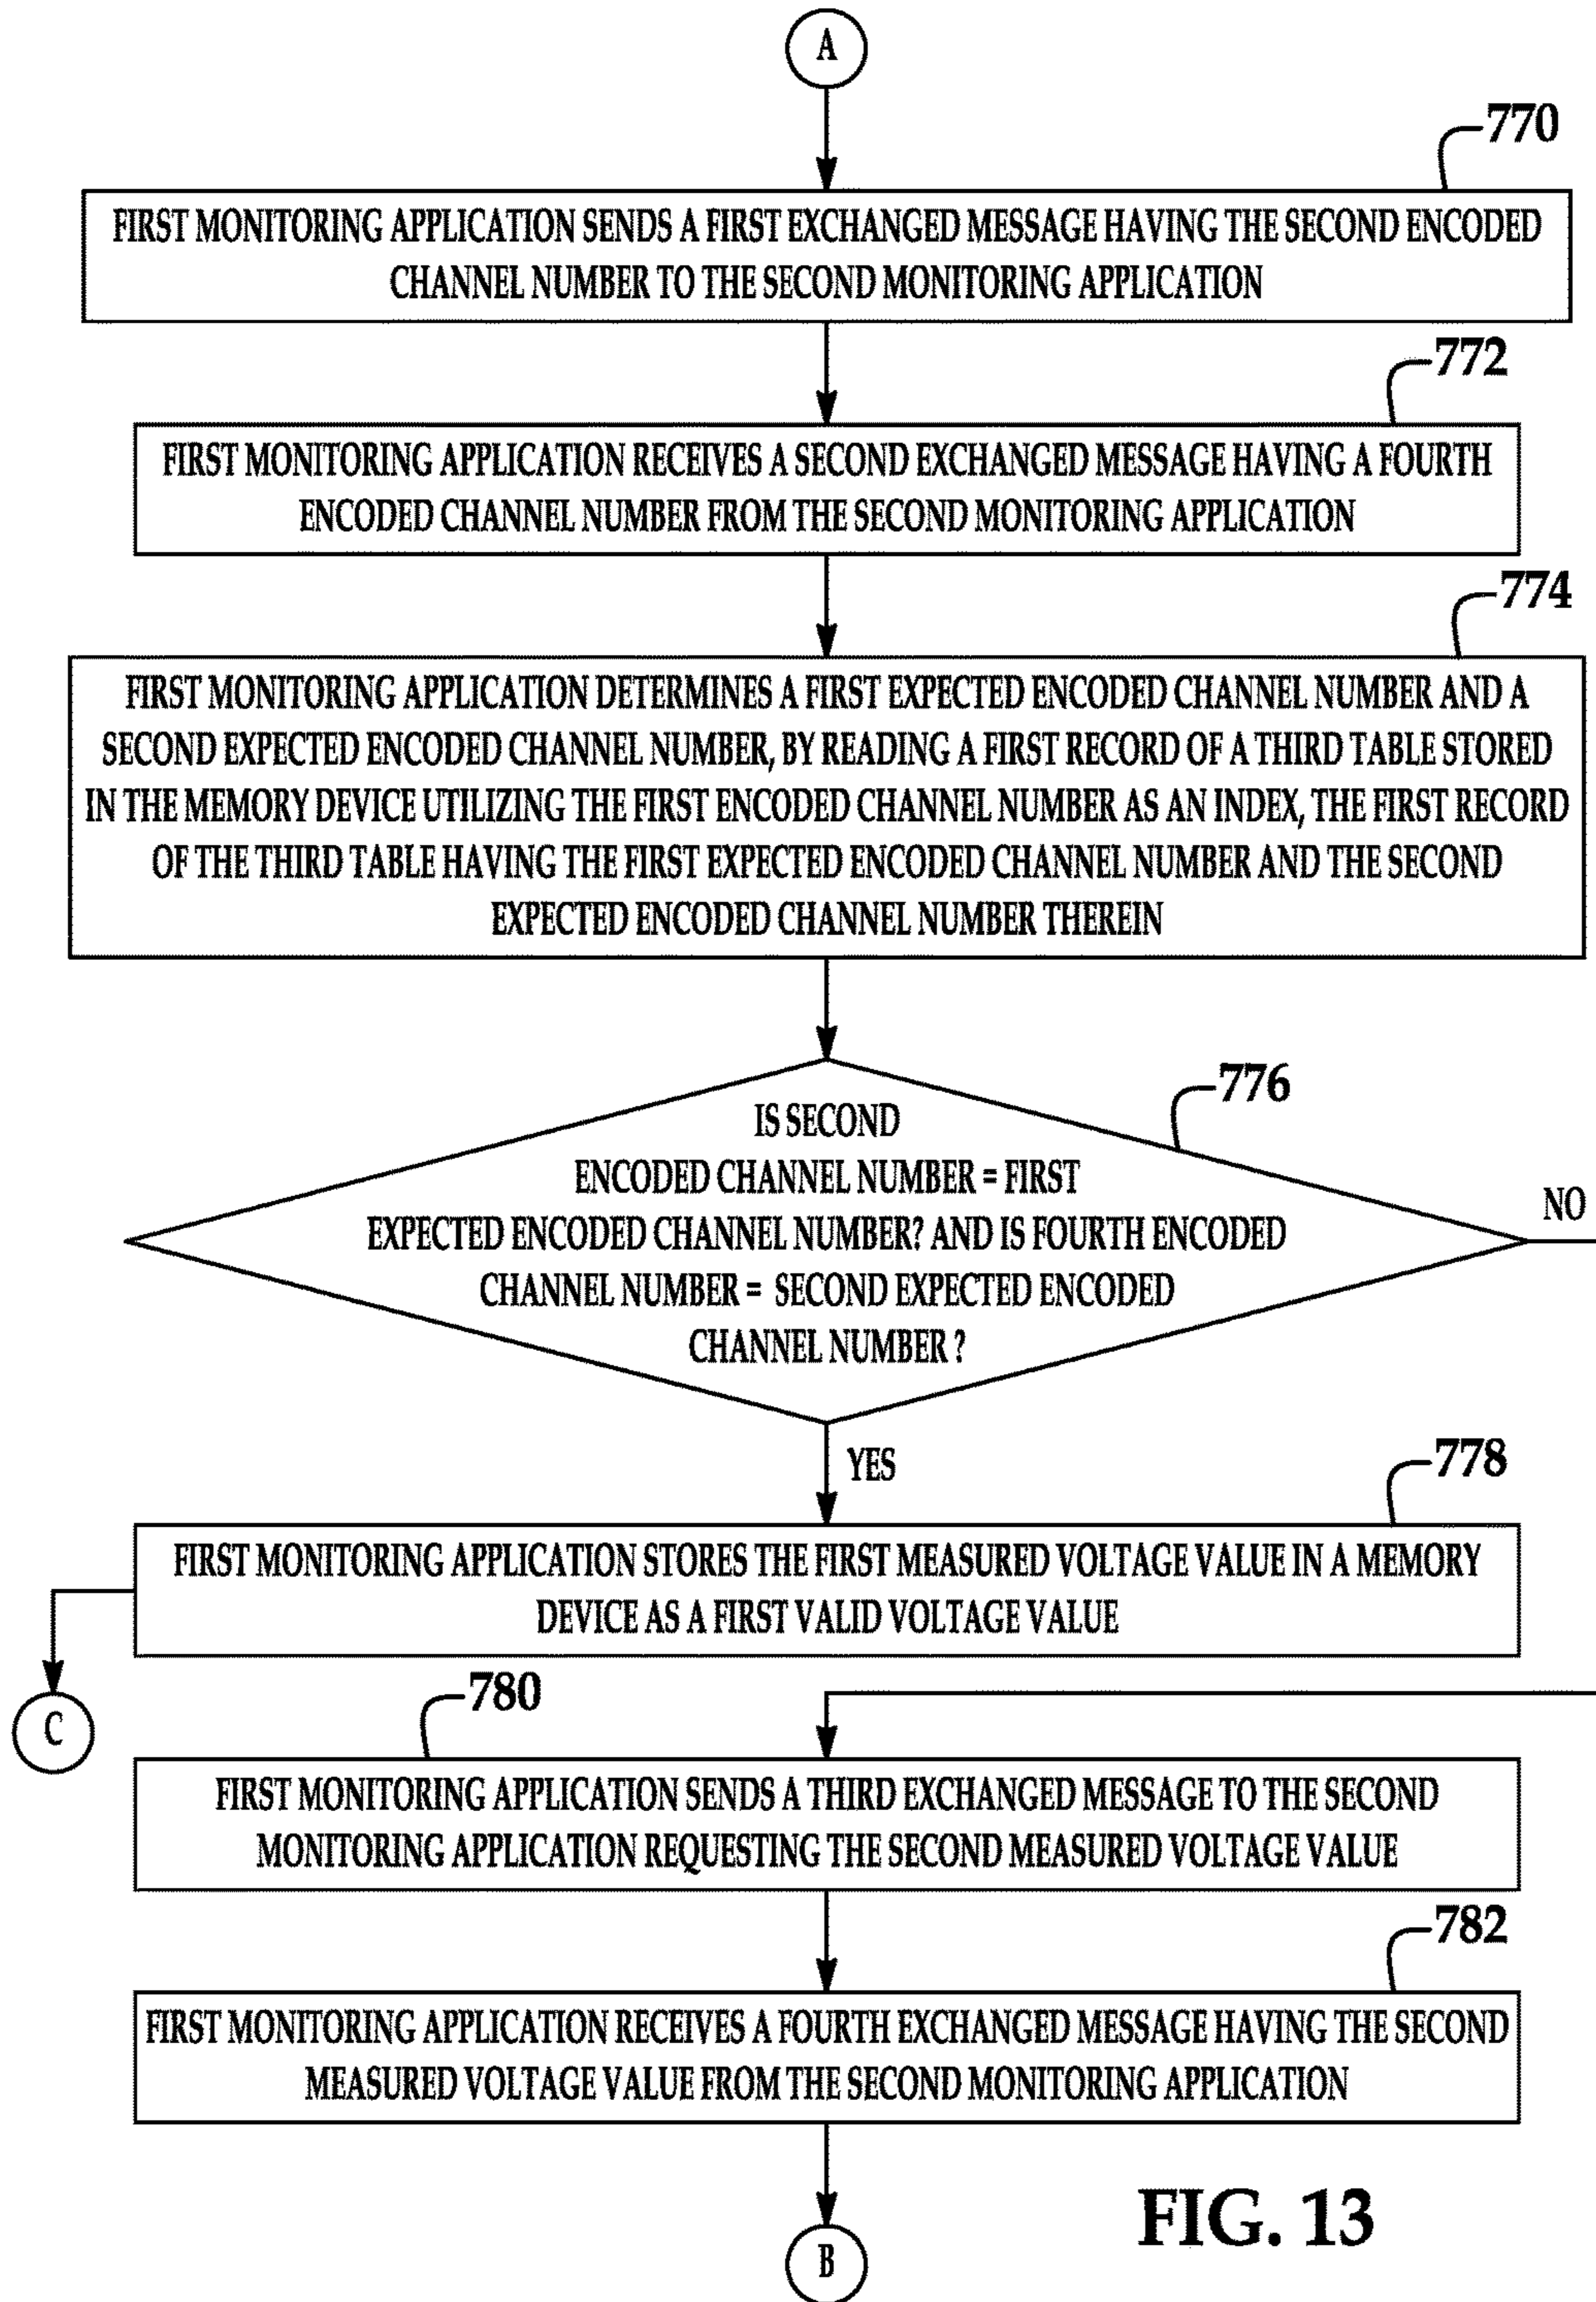 A
770
FIRST MONITORING APPLICATION SENDS A FIRST EXCHANGED MESSAGE HAVING THE SECOND ENCODED
CHANNEL NUMBER TO THE SECOND MONITORING APPLICATION
772
FIRST MONITORING APPLICATION RECEIVES A SECOND EXCHANGED MESSAGE HAVING A FOURTH
ENCODED CHANNEL NUMBER FROM THE SECOND MONITORING APPLICATION
774
FIRST MONITORING APPLICATION DETERMINES A FIRST EXPECTED ENCODED CHANNEL NUMBER AND A
SECOND EXPECTED ENCODED CHANNEL NUMBER, BY READING A FIRST RECORD OF A THIRD TABLE STORED
IN THE MEMORY DEVICE UTILIZING THE FIRST ENCODED CHANNEL NUMBER AS AN INDEX, THE FIRST RECORD
OF THE THIRD TABLE HAVING THE FIRST EXPECTED ENCODED CHANNEL NUMBER AND THE SECOND
EXPECTED ENCODED CHANNEL NUMBER THEREIN
776
IS SECOND
ENCODED CHANNEL NUMBER = FIRST
EXPECTED ENCODED CHANNEL NUMBER? AND IS FOURTH ENCODED
CHANNEL NUMBER = SECOND EXPECTED ENCODED
CHANNEL NUMBER ?
NO
YES
778
FIRST MONITORING APPLICATION STORES THE FIRST MEASURED VOLTAGE VALUE IN A MEMORY
DEVICE AS A FIRST VALID VOLTAGE VALUE
C
780
FIRST MONITORING APPLICATION SENDS A THIRD EXCHANGED MESSAGE TO THE SECOND
MONITORING APPLICATION REQUESTING THE SECOND MEASURED VOLTAGE VALUE
782
FIRST MONITORING APPLICATION RECEIVES A FOURTH EXCHANGED MESSAGE HAVING THE SECOND
MEASURED VOLTAGE VALUE FROM THE SECOND MONITORING APPLICATION
B
FIG. 13